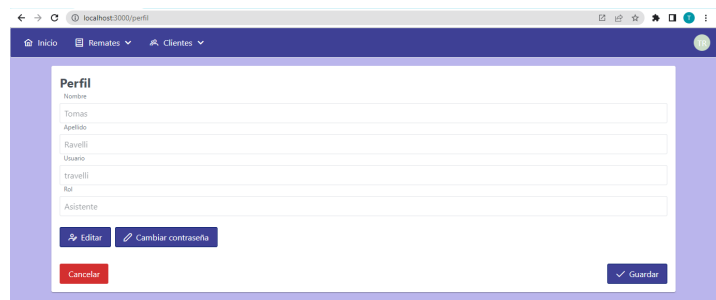 localhost:3000/perfil
T
Inicio Remates Clientes TR
Perfil
Nombre
Tomas
Apellido
Ravelli
Usuario
travelli
Rol
Asistente
Editar Cambiar contraseña
Cancelar Guardar